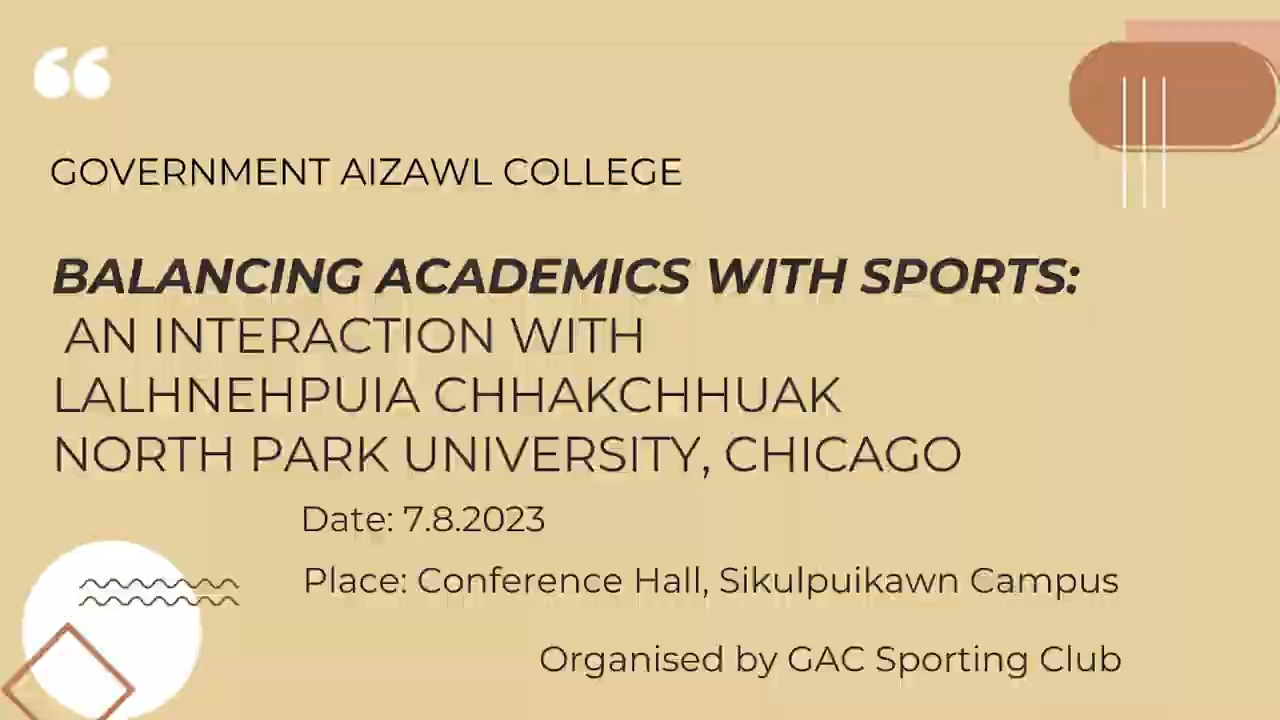 GOVERNMENT AIZAWL COLLEGE
BALANCING ACADEMICS WITH SPORTS:
AN INTERACTION WITH
LALHNEHPUIA CHHAKCHHUAK
NORTH PARK UNIVERSITY, CHICAGO
Date: 7.8.2023
Place: Conference Hall, Sikulpuikawn Campus
Organised by GAC Sporting Club